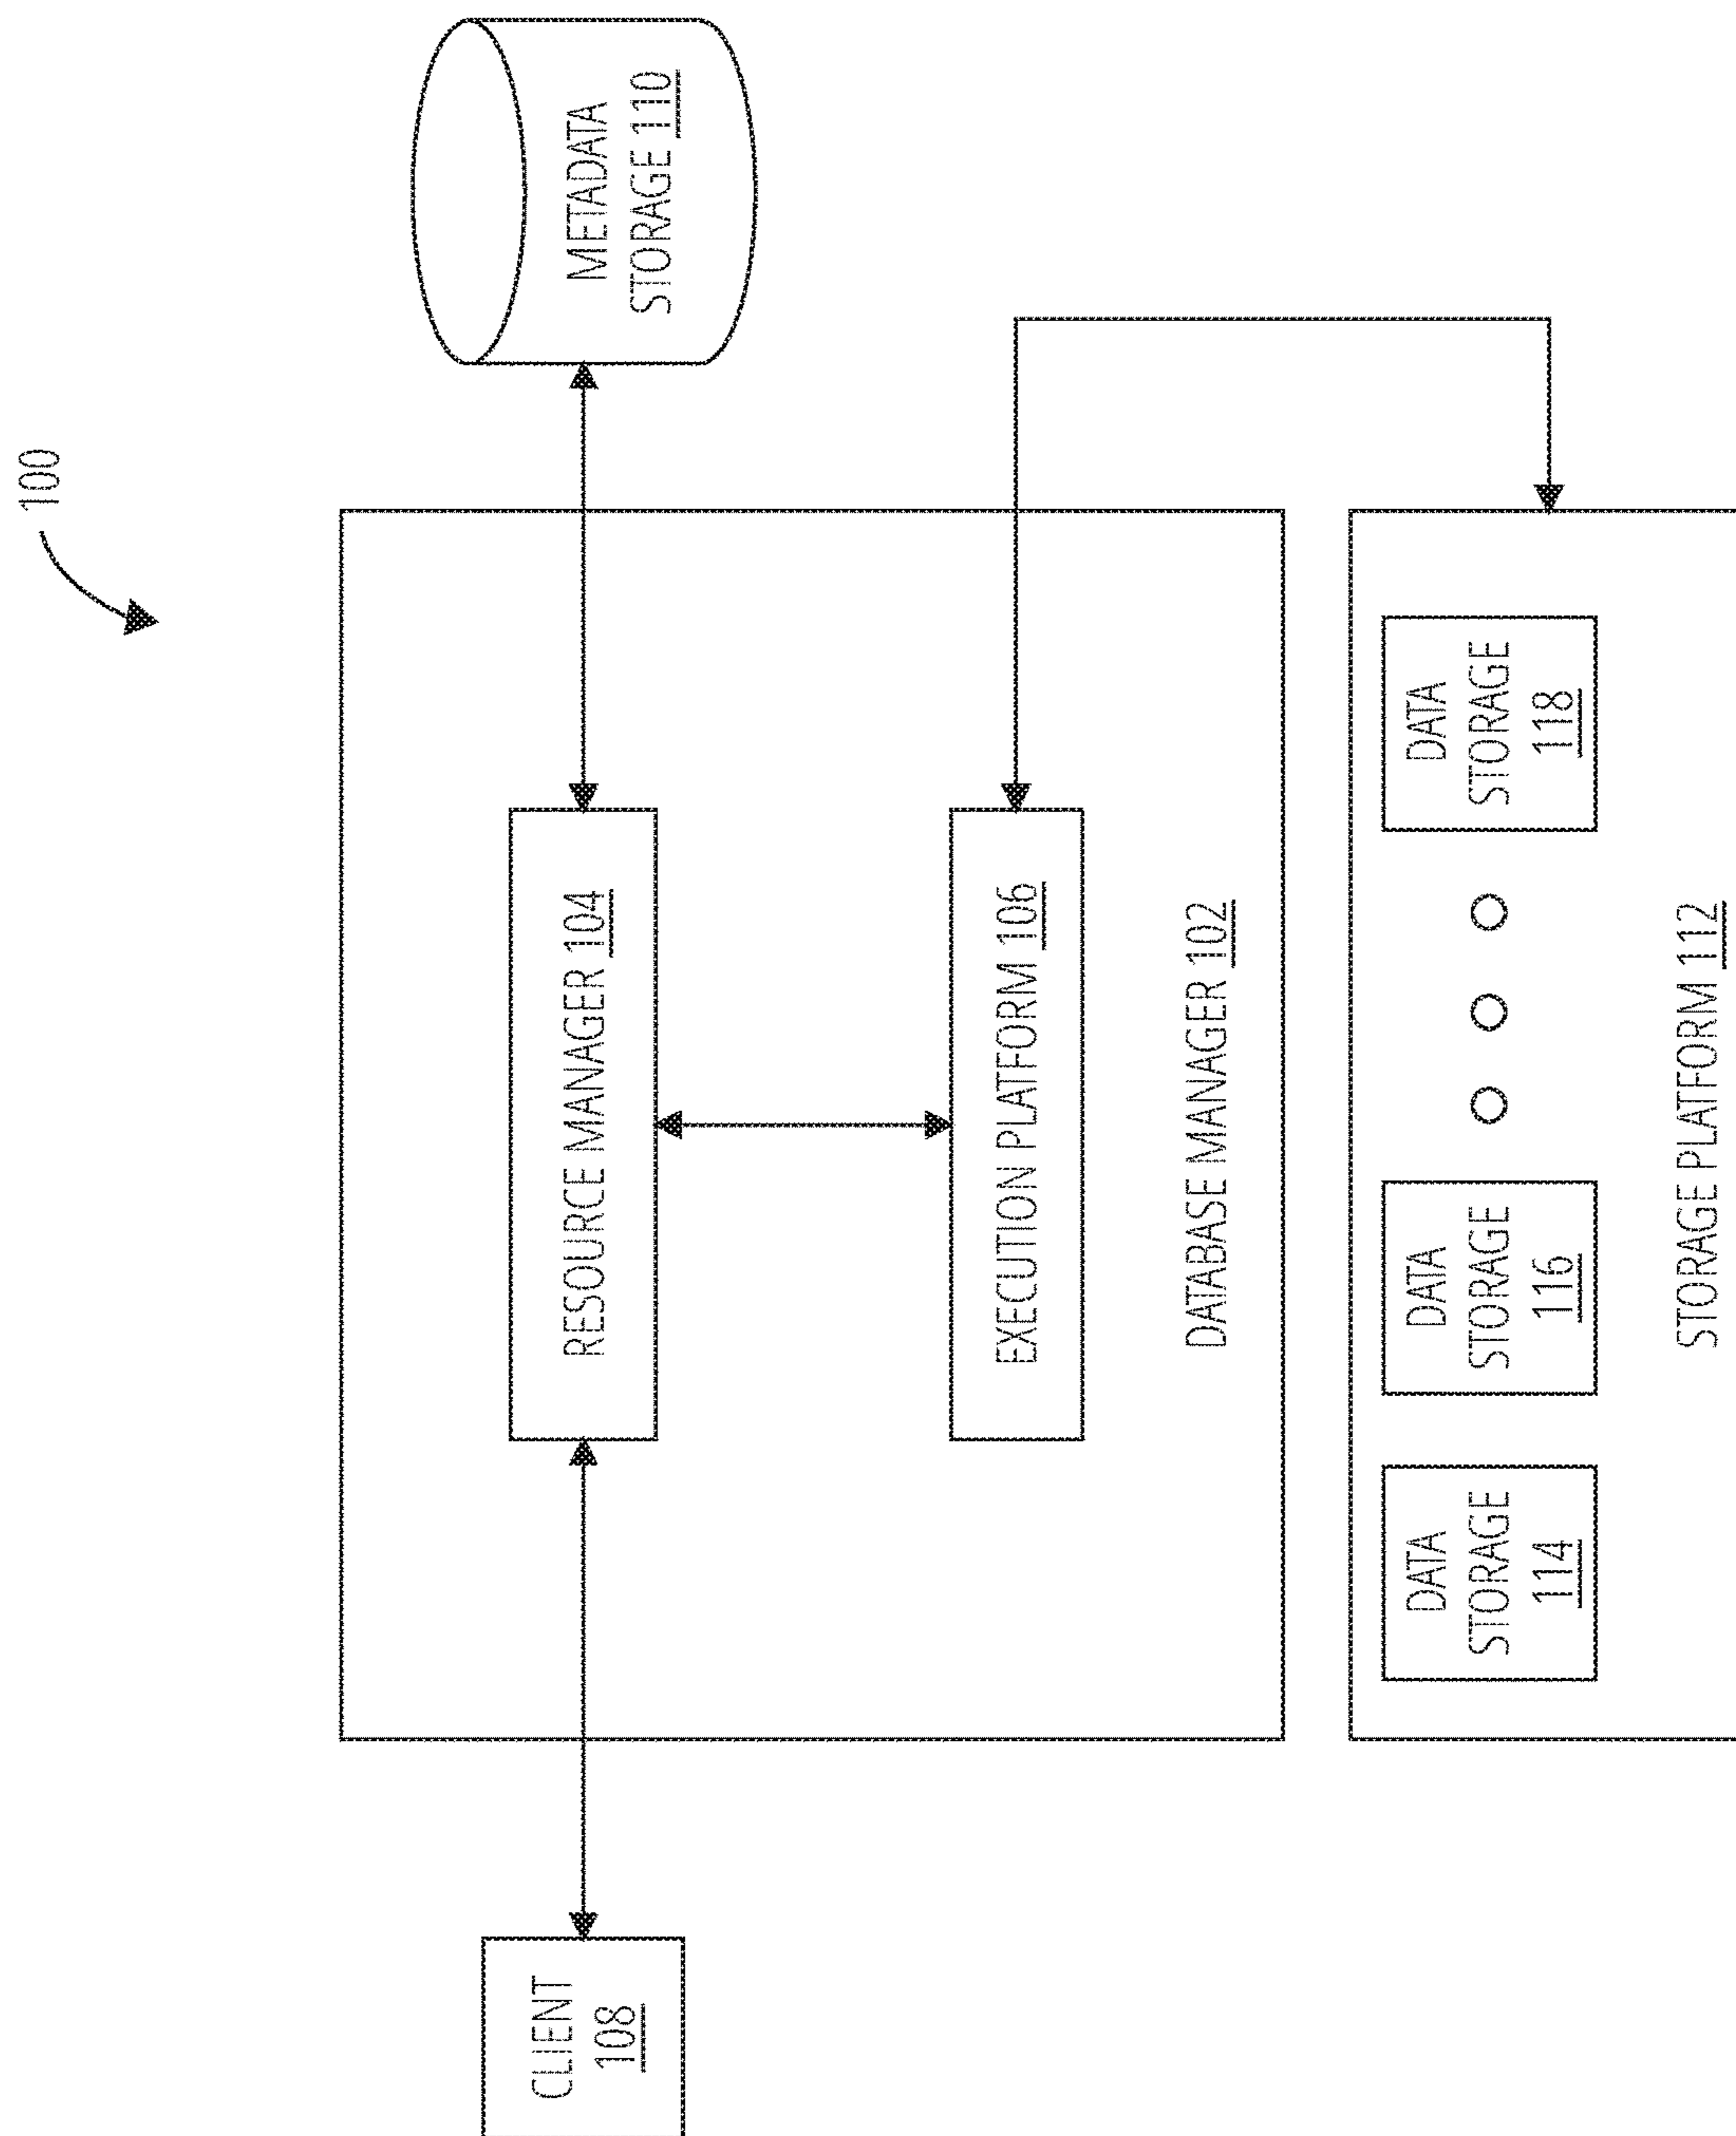 100
METADATA
STORAGE 110
CLIENT
108
RESOURCE MANAGER 104
EXECUTION PLATFORM 106
DATABASE MANAGER 102
DATA
STORAGE
114
DATA
STORAGE
116
DATA
STORAGE
118
STORAGE PLATFORM 112